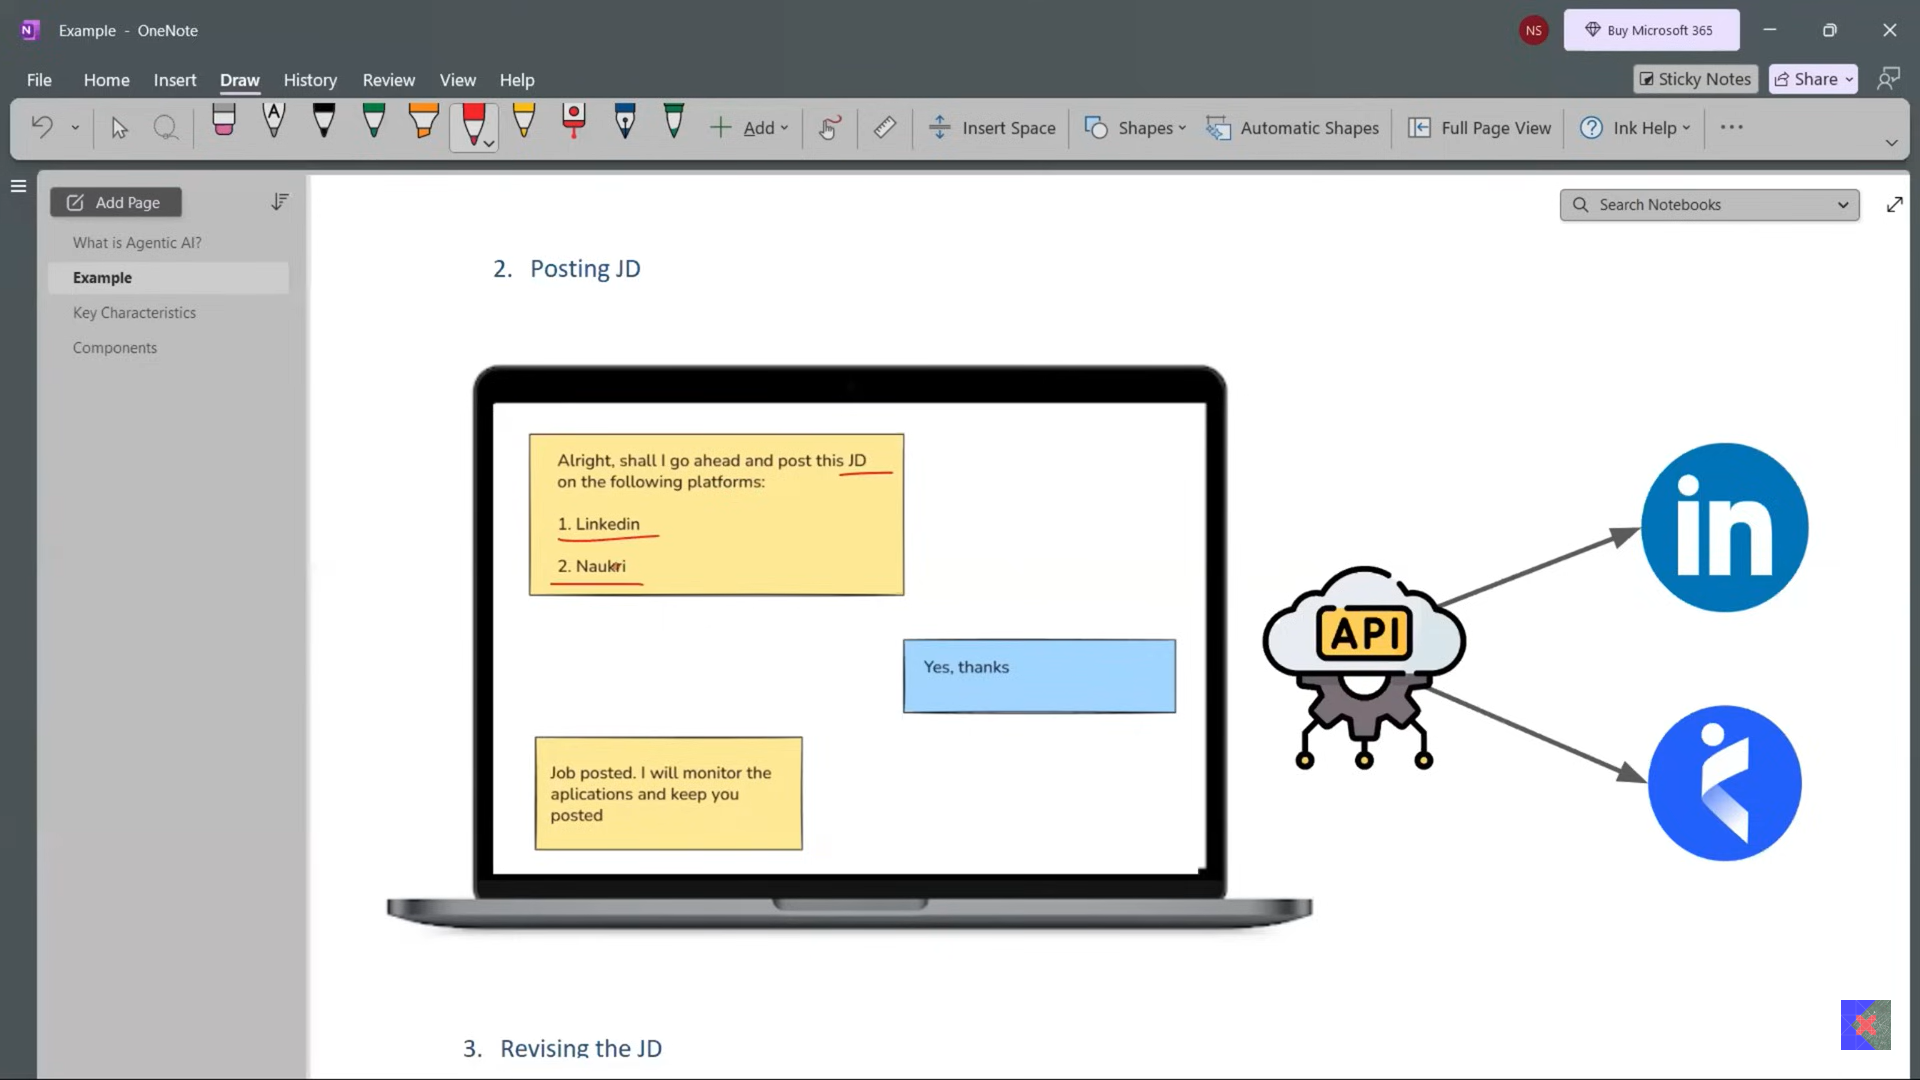 Example - OneNote
NS
Buy Microsoft 365
File Home Insert Draw History Review View Help
Sticky Notes
Share
A
Add
Insert Space
Shapes
Automatic Shapes
Full Page View
Ink Help
Add Page
Search Notebooks
What is Agentic AI?
Example
Key Characteristics
Components
2. Posting JD
Alright, shall I go ahead and post this JD
on the following platforms:
1. Linkedin
2. Naukri
Yes, thanks
Job posted. I will monitor the
aplications and keep you
posted
API
in
3. Revising the JD